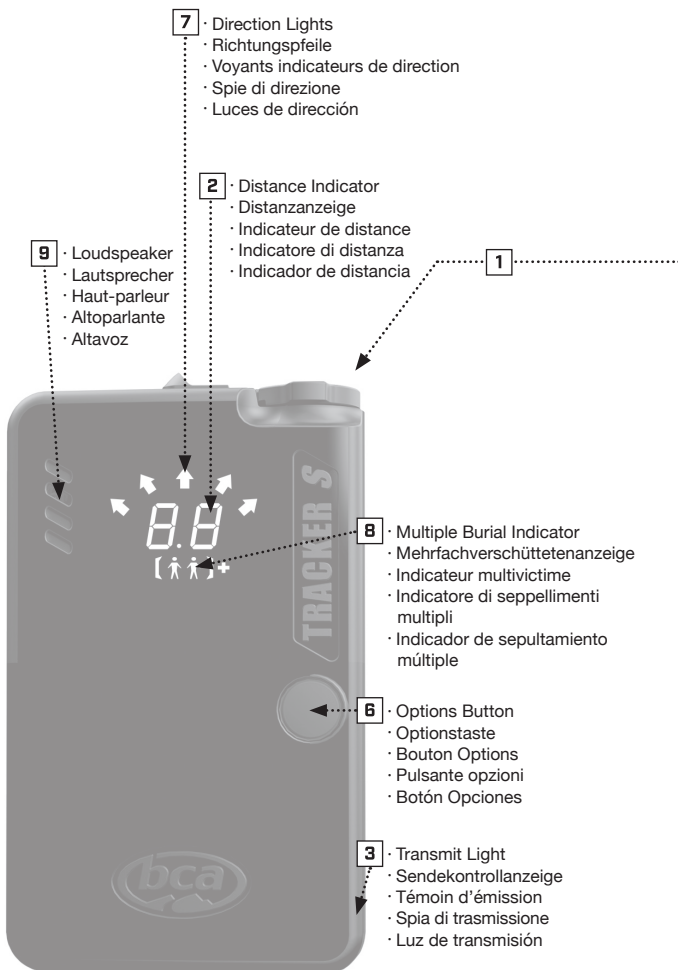 7
· Direction Lights
· Richtungspfeile
· Voyants indicateurs de direction
· Spie di direzione
· Luces de dirección
2
· Distance Indicator
· Distanzanzeige
· Indicateur de distance
· Indicatore di distanza
· Indicador de distancia
9
· Loudspeaker
· Lautsprecher
· Haut-parleur
· Altoparlante
· Altavoz
1
8.8
[ ] +
TRACKER S
8
· Multiple Burial Indicator
· Mehrfachverschüttetenanzeige
· Indicateur multivictime
· Indicatore di seppellimenti
multipli
· Indicador de sepultamiento
múltiple
6
· Options Button
· Optionstaste
· Bouton Options
· Pulsante opzioni
· Botón Opciones
3
· Transmit Light
· Sendekontrollanzeige
· Témoin d'émission
· Spia di trasmissione
· Luz de transmisión
bca